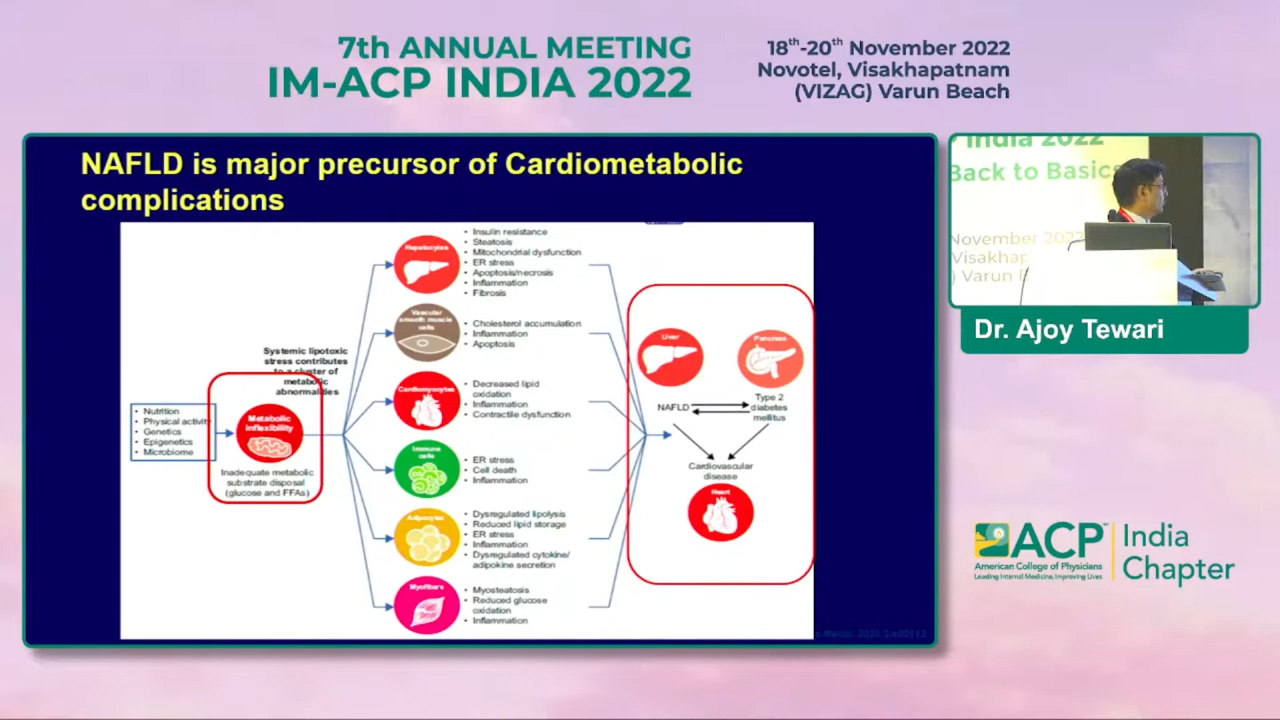 7th ANNUAL MEETING
IM-ACP INDIA 2022
18th-20th November 2022
Novotel, Visakhapatnam
(VIZAG) Varun Beach
NAFLD is major precursor of Cardiometabolic
complications
Nutrition
Physical activity
Genetics
Epigenetics
Microbiome
Systemic lipotoxic
stress contributes
to a cluster of
metabolic
abnormalities
Metabolic
inflexibility
Inadequate metabolic
substrate disposal
(glucose and FFAs)
Hepatocytes
• Insulin resistance
• Steatosis
• Mitochondrial dysfunction
• ER stress
• Apoptosis/necrosis
• Inflammation
• Fibrosis
Vascular
smooth muscle
cells
• Cholesterol accumulation
• Inflammation
• Apoptosis
Cardiomyocytes
• Decreased lipid
oxidation
• Inflammation
• Contractile dysfunction
Immune
cells
• ER stress
• Cell death
• Inflammation
Adipocytes
• Dysregulated lipolysis
• Reduced lipid storage
• ER stress
• Inflammation
• Dysregulated cytokine/
adipokine secretion
Myofibers
• Myosteatosis
• Reduced glucose
oxidation
• Inflammation
Liver
Pancreas
NAFLD
Type 2
diabetes
mellitus
Cardiovascular
disease
Heart
India 2022
Back to Basics
November 2022
Visakhap
) Varun
Dr. Ajoy Tewari
ACP
American College of Physicians
Leading Internal Medicine, Improving Lives
India
Chapter